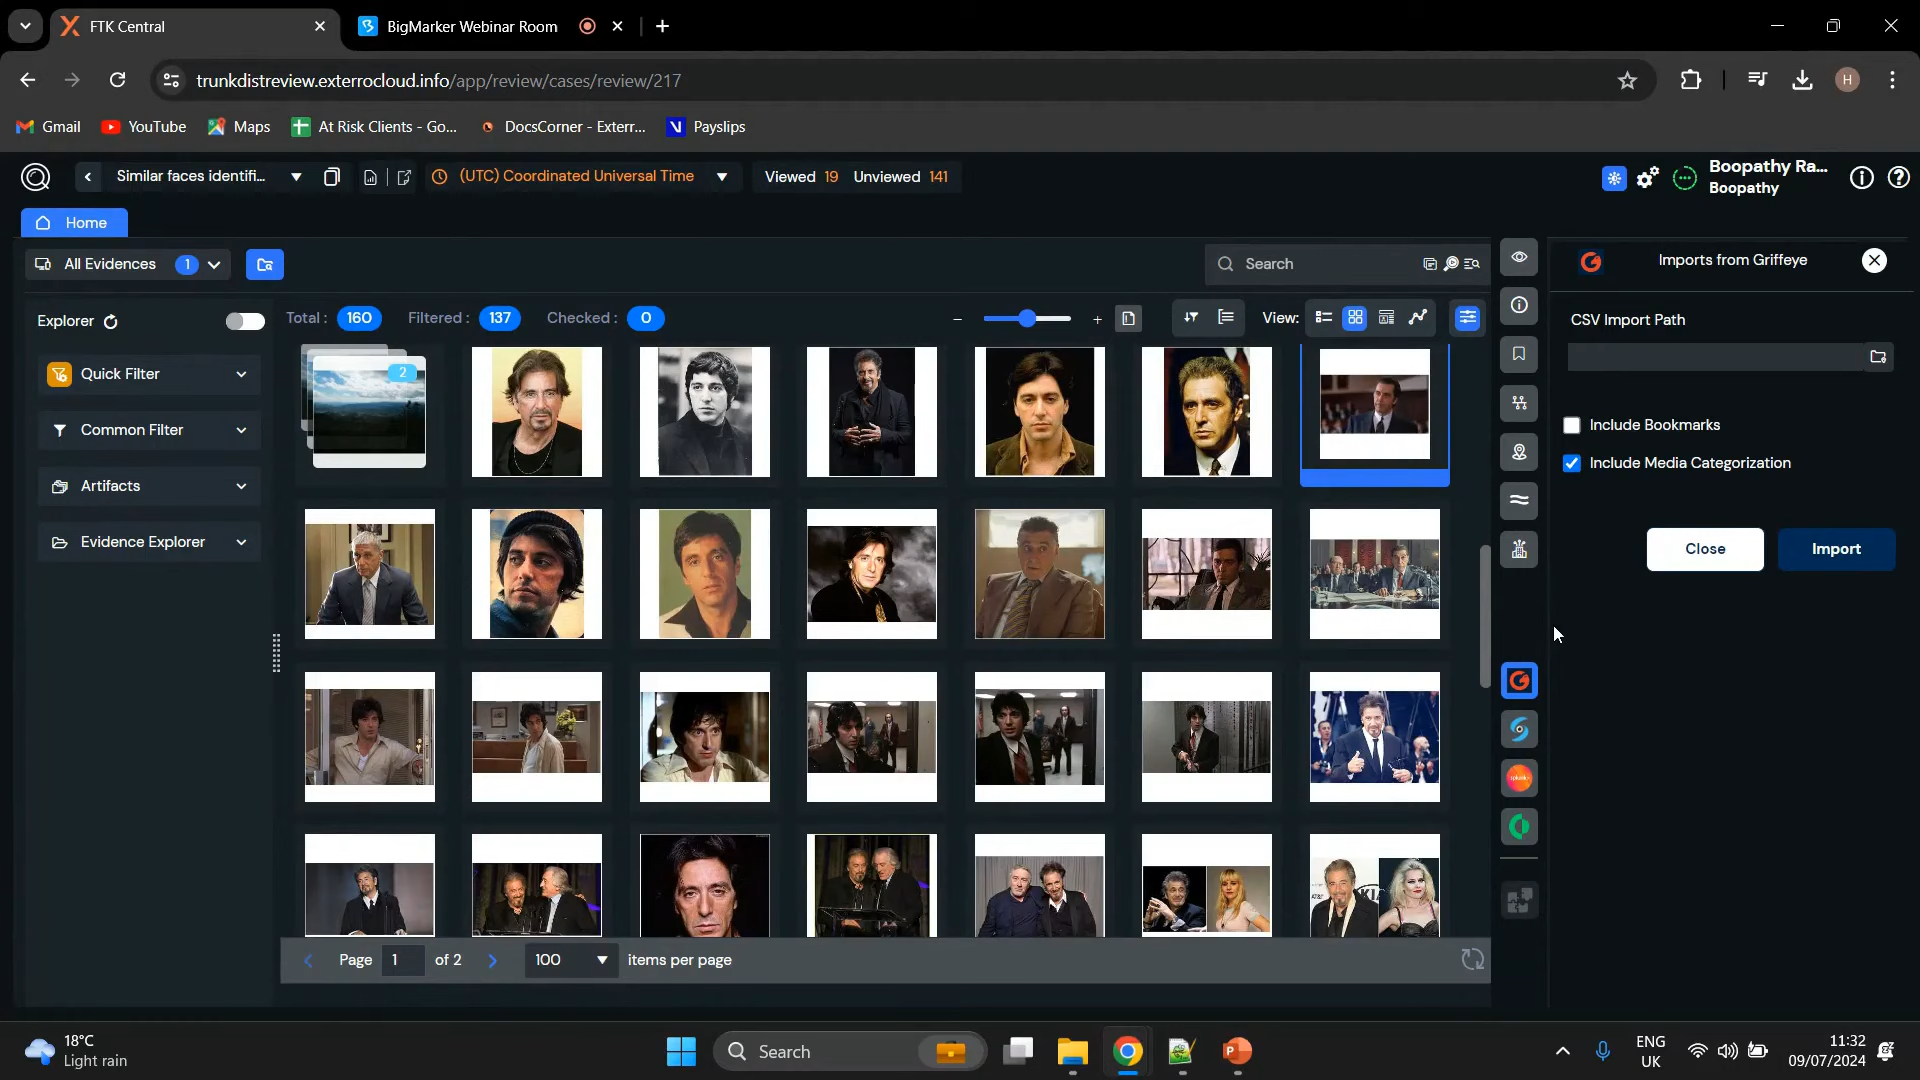 FTK Central
BigMarker Webinar Room
trunkdistreview.exterrocloud.info/app/review/cases/review/217
H
Gmail
YouTube
Maps
At Risk Clients - Go...
DocsCorner - Exterr...
Payslips
Similar faces identifi...
(UTC) Coordinated Universal Time
Viewed 19 Unviewed 141
Boopathy Ra...
Boopathy
Home
All Evidences 1
Search
Imports from Griffeye
Explorer
Total : 160
Filtered : 137
Checked : 0
View:
CSV Import Path
Quick Filter
Common Filter
Artifacts
Evidence Explorer
2
Include Bookmarks
Include Media Categorization
Close
Import
splunk>
Page 1 of 2
100 items per page
18°C
Light rain
Search
ENG
UK
11:32
09/07/2024